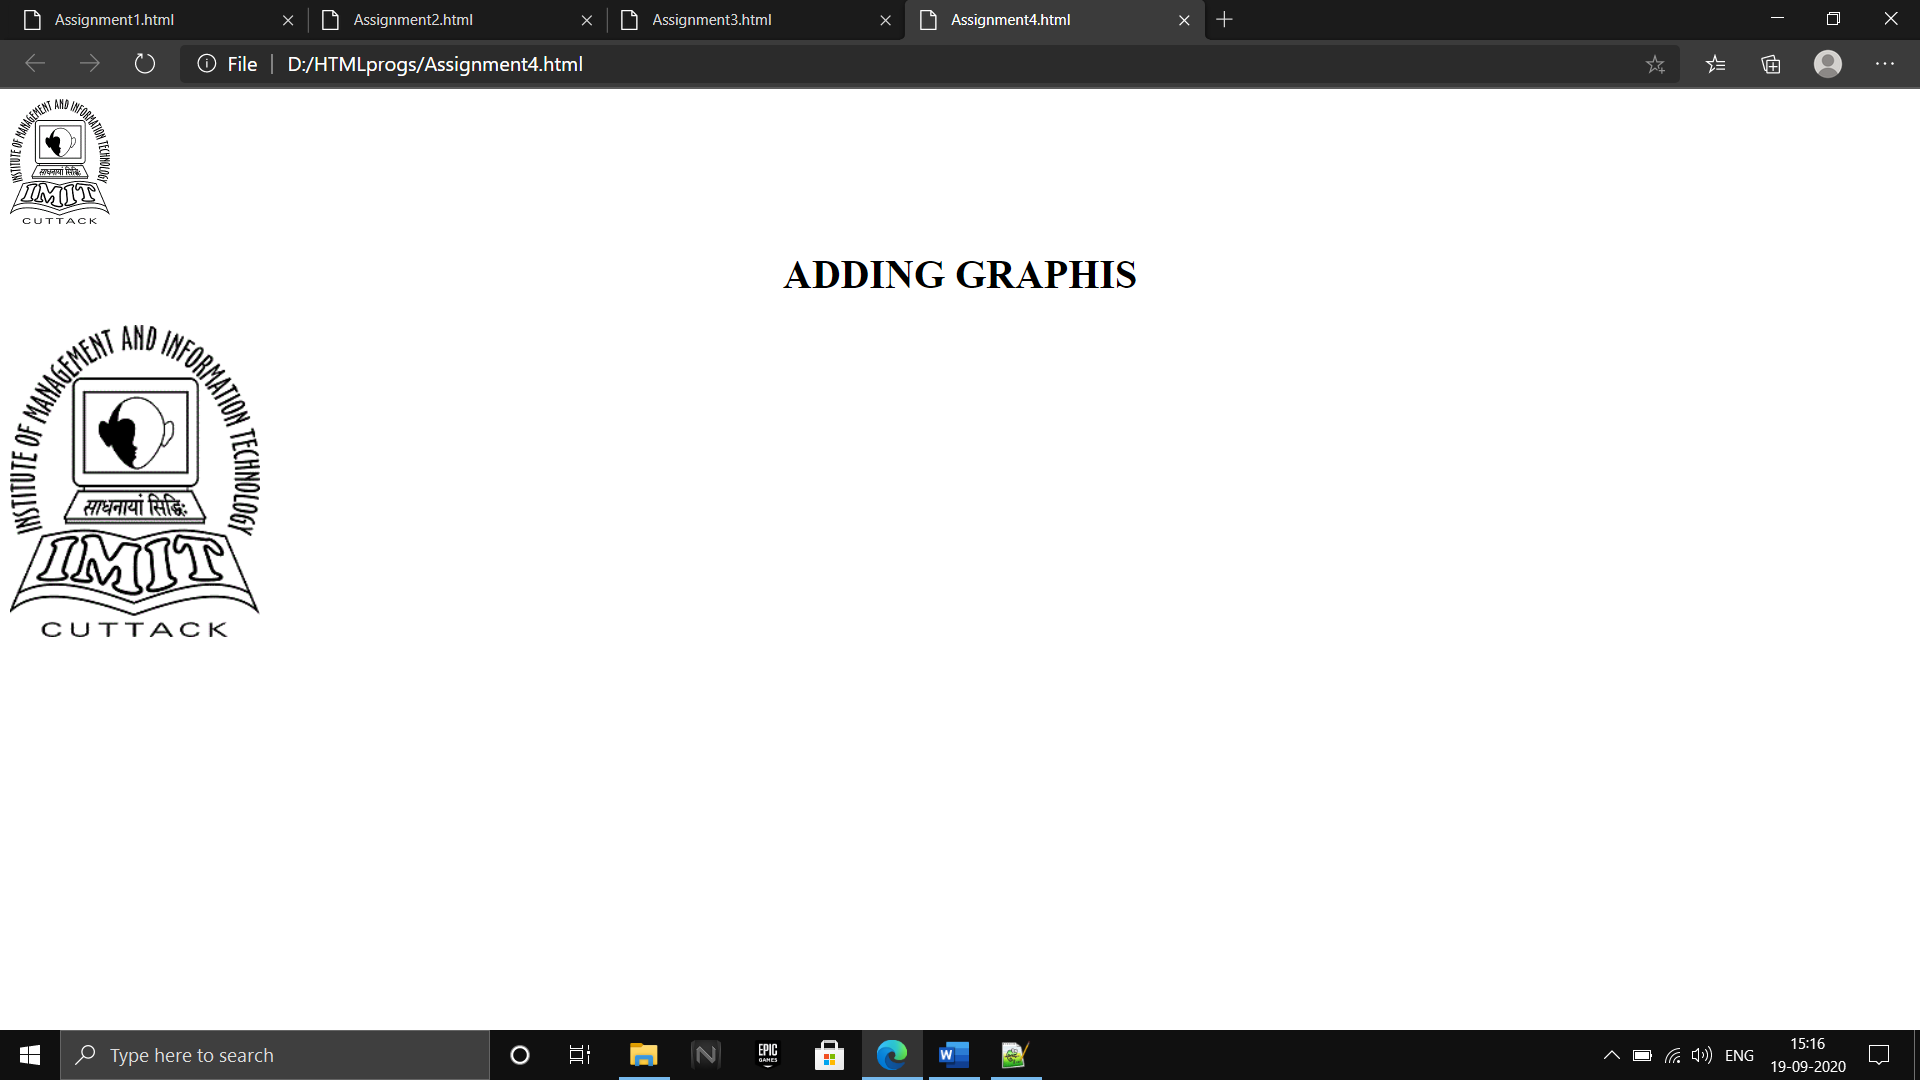 Assignment1.html
Assignment2.html
Assignment3.html
Assignment4.html
File
D:/HTMLprogs/Assignment4.html
INSTITUTE OF MANAGEMENT AND INFORMATION TECHNOLOGY
साधनायां सिद्धिः
IMIT
CUTTACK
ADDING GRAPHIS
INSTITUTE OF MANAGEMENT AND INFORMATION TECHNOLOGY
साधनायां सिद्धिः
IMIT
CUTTACK
Type here to search
N
EPIC
GAMES
W
ENG
15:16
19-09-2020